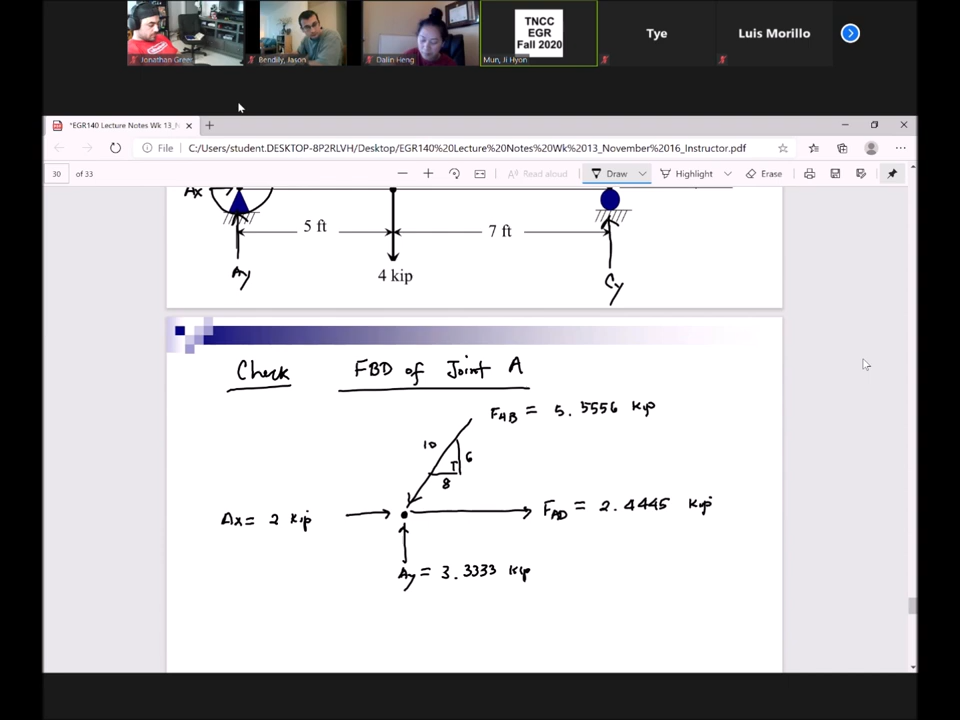 TNCC
EGR
Fall 2020
Tye
Luis Morillo
Jonathan Greer
Bendily, Jason
Dalin Heng
Mun, Ji Hyon
*EGR140 Lecture Notes Wk 13_N
File
C:/Users/student.DESKTOP-8P2RLVH/Desktop/EGR140%20Lecture%20Notes%20Wk%2013_November%2016_Instructor.pdf
30 of 33
Read aloud
Draw
Highlight
Erase
Ax
5 ft
7 ft
Ay
4 kip
Cy
Check FBD of Joint A
FAB = 5.5556 kip
10
6
8
Ax = 2 kip
FAD = 2.4445 kip
Ay = 3.3333 kip